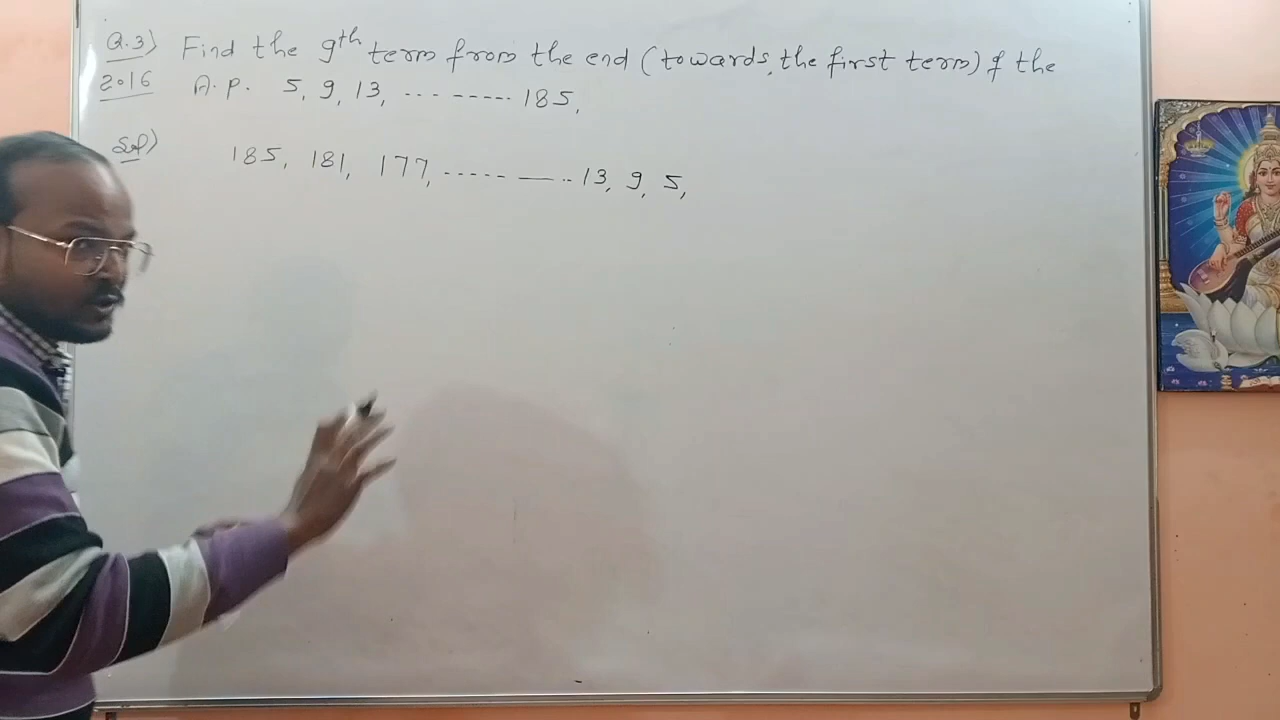 Q.3) Find the 9th term from the end (towards the first term) of the
2016 A.P. 5, 9, 13, --- ----- 185,
Sol) 185, 181, 177, ----- —-- 13, 9, 5,